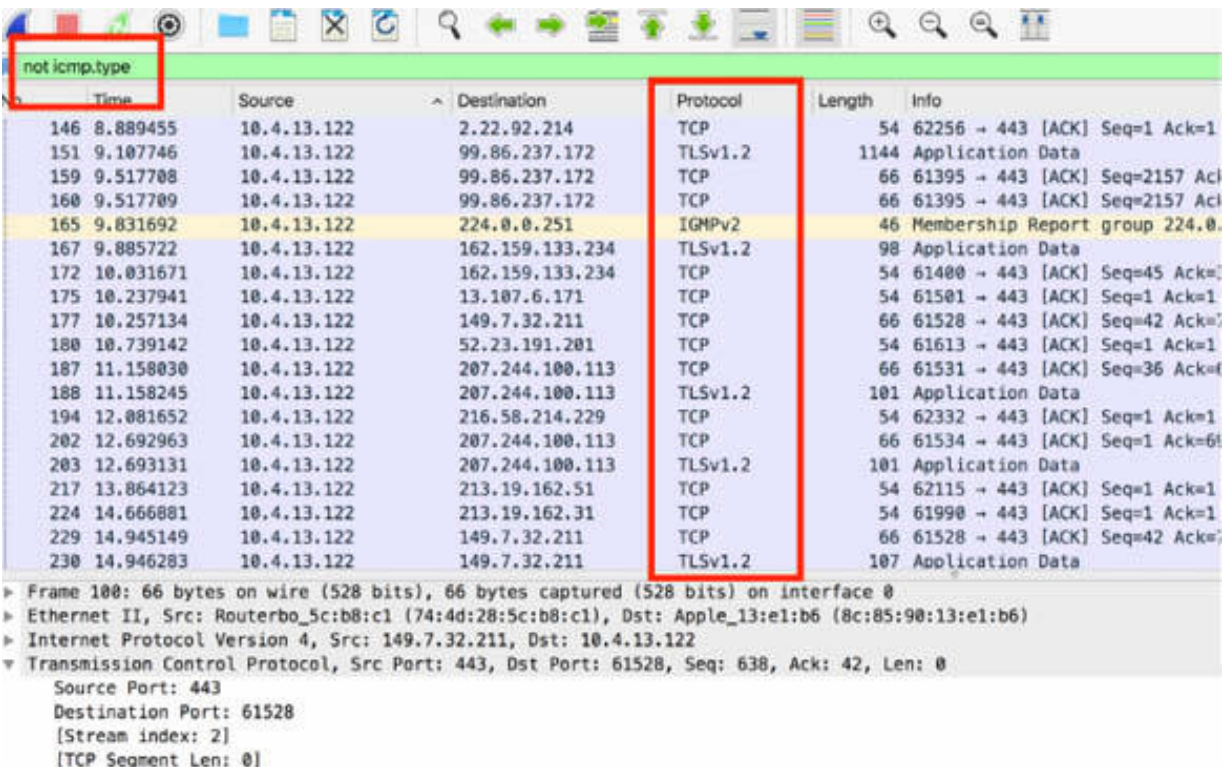 not icmp.type
No. Time Source Destination Protocol Length Info
146 8.889455 10.4.13.122 2.22.92.214 TCP 54 62256 → 443 [ACK] Seq=1 Ack=1
151 9.107746 10.4.13.122 99.86.237.172 TLSv1.2 1144 Application Data
159 9.517708 10.4.13.122 99.86.237.172 TCP 66 61395 → 443 [ACK] Seq=2157 Ack
160 9.517709 10.4.13.122 99.86.237.172 TCP 66 61395 → 443 [ACK] Seq=2157 Ack
165 9.831692 10.4.13.122 224.0.0.251 IGMPv2 46 Membership Report group 224.0.
167 9.885722 10.4.13.122 162.159.133.234 TLSv1.2 98 Application Data
172 10.031671 10.4.13.122 162.159.133.234 TCP 54 61400 → 443 [ACK] Seq=45 Ack=
175 10.237941 10.4.13.122 13.107.6.171 TCP 54 61501 → 443 [ACK] Seq=1 Ack=1
177 10.257134 10.4.13.122 149.7.32.211 TCP 66 61528 → 443 [ACK] Seq=42 Ack=
180 10.739142 10.4.13.122 52.23.191.201 TCP 54 61613 → 443 [ACK] Seq=1 Ack=1
187 11.158030 10.4.13.122 207.244.100.113 TCP 66 61531 → 443 [ACK] Seq=36 Ack=
188 11.158245 10.4.13.122 207.244.100.113 TLSv1.2 101 Application Data
194 12.081652 10.4.13.122 216.58.214.229 TCP 54 62332 → 443 [ACK] Seq=1 Ack=1
202 12.692963 10.4.13.122 207.244.100.113 TCP 66 61534 → 443 [ACK] Seq=1 Ack=69
203 12.693131 10.4.13.122 207.244.100.113 TLSv1.2 101 Application Data
217 13.864123 10.4.13.122 213.19.162.51 TCP 54 62115 → 443 [ACK] Seq=1 Ack=1
224 14.666881 10.4.13.122 213.19.162.31 TCP 54 61990 → 443 [ACK] Seq=1 Ack=1
229 14.945149 10.4.13.122 149.7.32.211 TCP 66 61528 → 443 [ACK] Seq=42 Ack=
230 14.946283 10.4.13.122 149.7.32.211 TLSv1.2 107 Application Data
Frame 100: 66 bytes on wire (528 bits), 66 bytes captured (528 bits) on interface 0
Ethernet II, Src: Routerbo_5c:b8:c1 (74:4d:28:5c:b8:c1), Dst: Apple_13:e1:b6 (8c:85:90:13:e1:b6)
Internet Protocol Version 4, Src: 149.7.32.211, Dst: 10.4.13.122
Transmission Control Protocol, Src Port: 443, Dst Port: 61528, Seq: 638, Ack: 42, Len: 0
Source Port: 443
Destination Port: 61528
[Stream index: 2]
[TCP Segment Len: 0]